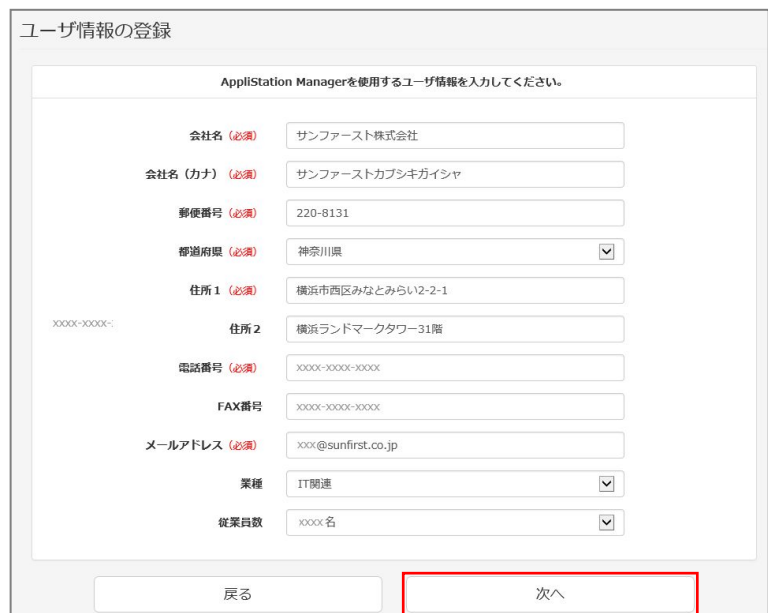 ユーザ情報の登録
AppliStation Managerを使用するユーザ情報を入力してください。
会社名（必須） サンファースト株式会社
会社名（カナ）（必須） サンファーストカブシキガイシャ
郵便番号（必須） 220-8131
都道府県（必須） 神奈川県
住所１（必須） 横浜市西区みなとみらい2-2-1
xxxx-xxxx-: 住所２ 横浜ランドマークタワー31階
電話番号（必須） xxxx-xxxx-xxxx
FAX番号 xxxx-xxxx-xxxx
メールアドレス（必須） xxx@sunfirst.co.jp
業種 IT関連
従業員数 xxxx 名
戻る 次へ